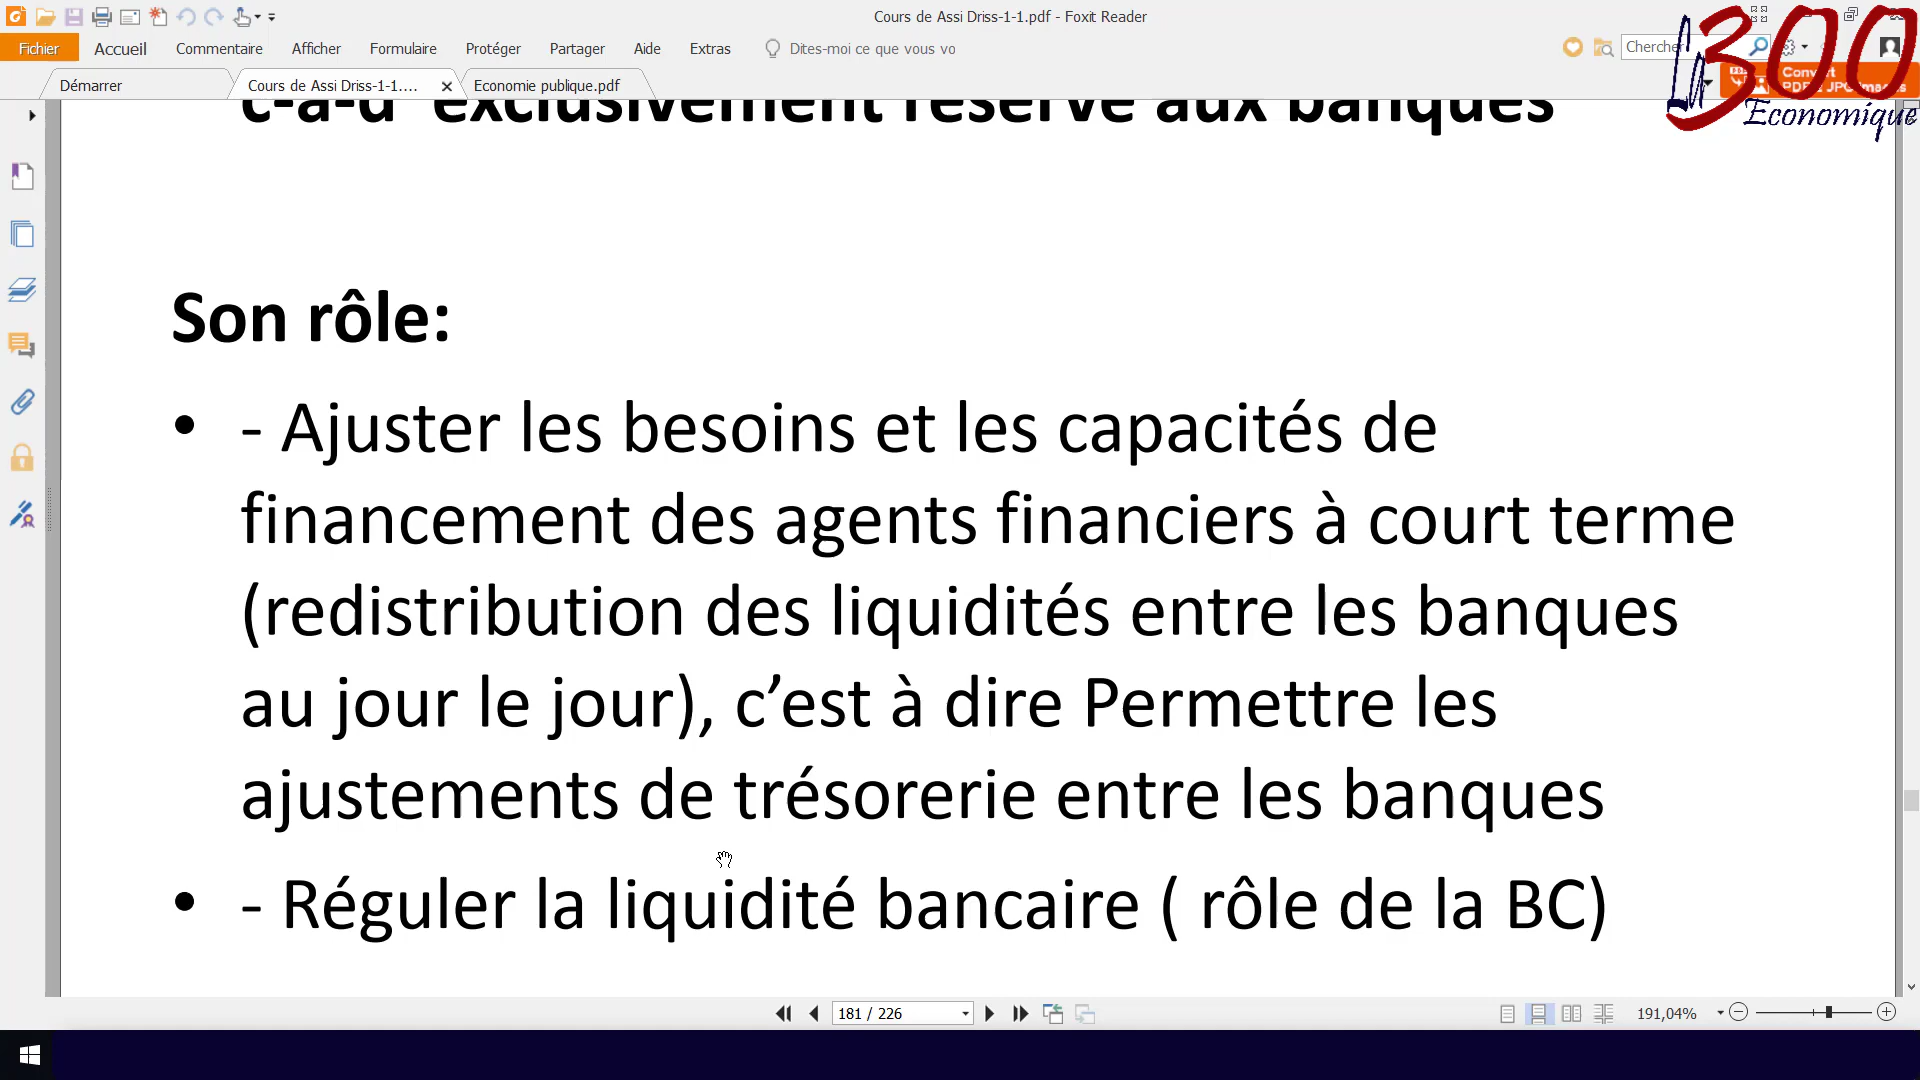 Cours de Assi Driss-1-1.pdf - Foxit Reader
Fichier Accueil Commentaire Afficher Formulaire Protéger Partager Aide Extras Dites-moi ce que vous vo
Démarrer Cours de Assi Driss-1-1.... Economie publique.pdf
300
Economique
c-à-d exclusivement réservé aux banques
Son rôle:
• - Ajuster les besoins et les capacités de
financement des agents financiers à court terme
(redistribution des liquidités entre les banques
au jour le jour), c’est à dire Permettre les
ajustements de trésorerie entre les banques
• - Réguler la liquidité bancaire ( rôle de la BC)
181 / 226
191,04%